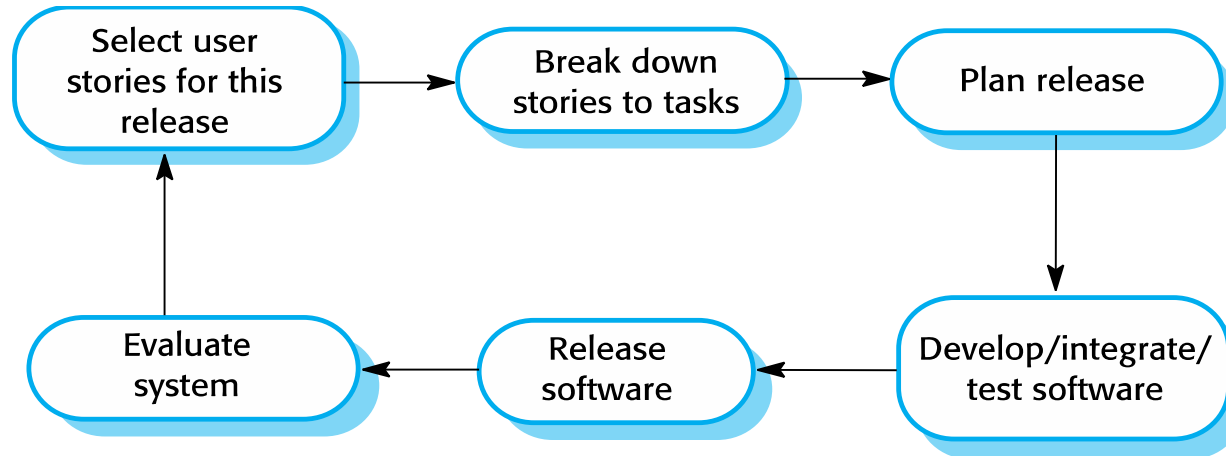 Select user
stories for this
release
Break down
stories to tasks
Plan release
Evaluate
system
Release
software
Develop/integrate/
test software